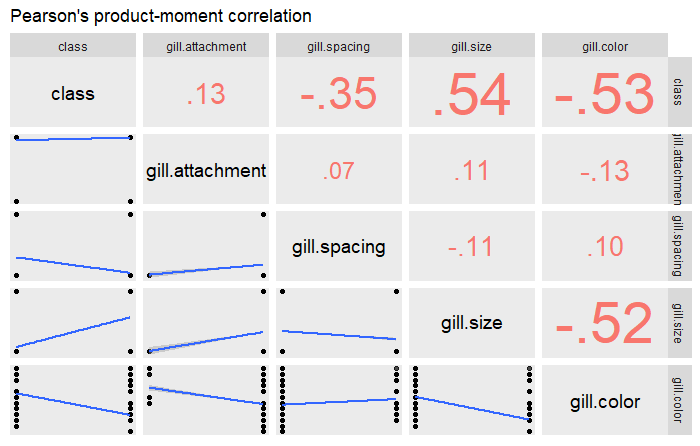 Pearson's product-moment correlation
class gill.attachment gill.spacing gill.size gill.color
class .13 -.35 .54 -.53 class
gill.attachment .07 .11 -.13 gill.attachmen
gill.spacing -.11 .10 gill.spacing
gill.size -.52 gill.size
gill.color gill.color